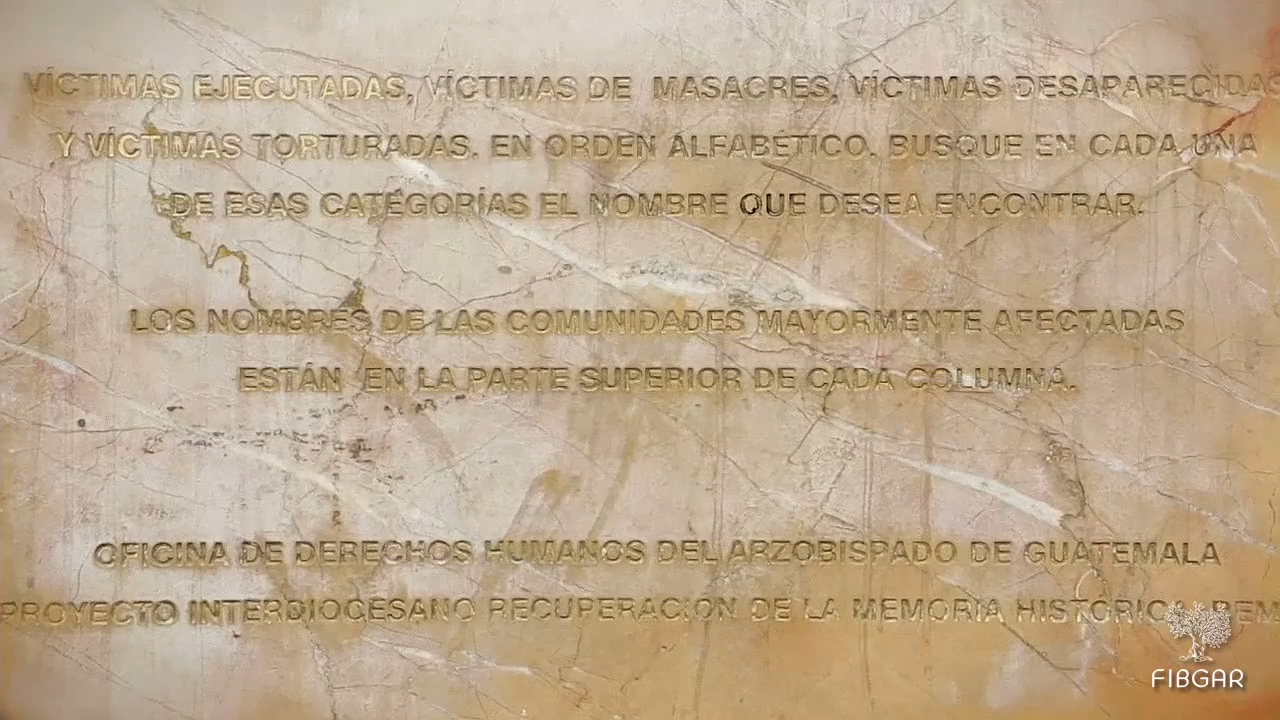 VÍCTIMAS EJECUTADAS, VÍCTIMAS DE MASACRES, VÍCTIMAS DESAPARECIDAS
Y VÍCTIMAS TORTURADAS. EN ORDEN ALFABÉTICO. BUSQUE EN CADA UNA
DE ESAS CATEGORÍAS EL NOMBRE QUE DESEA ENCONTRAR.
LOS NOMBRES DE LAS COMUNIDADES MAYORMENTE AFECTADAS
ESTÁN EN LA PARTE SUPERIOR DE CADA COLUMNA.
OFICINA DE DERECHOS HUMANOS DEL ARZOBISPADO DE GUATEMALA
PROYECTO INTERDIOCESANO RECUPERACIÓN DE LA MEMORIA HISTÓRICA
FIBGAR